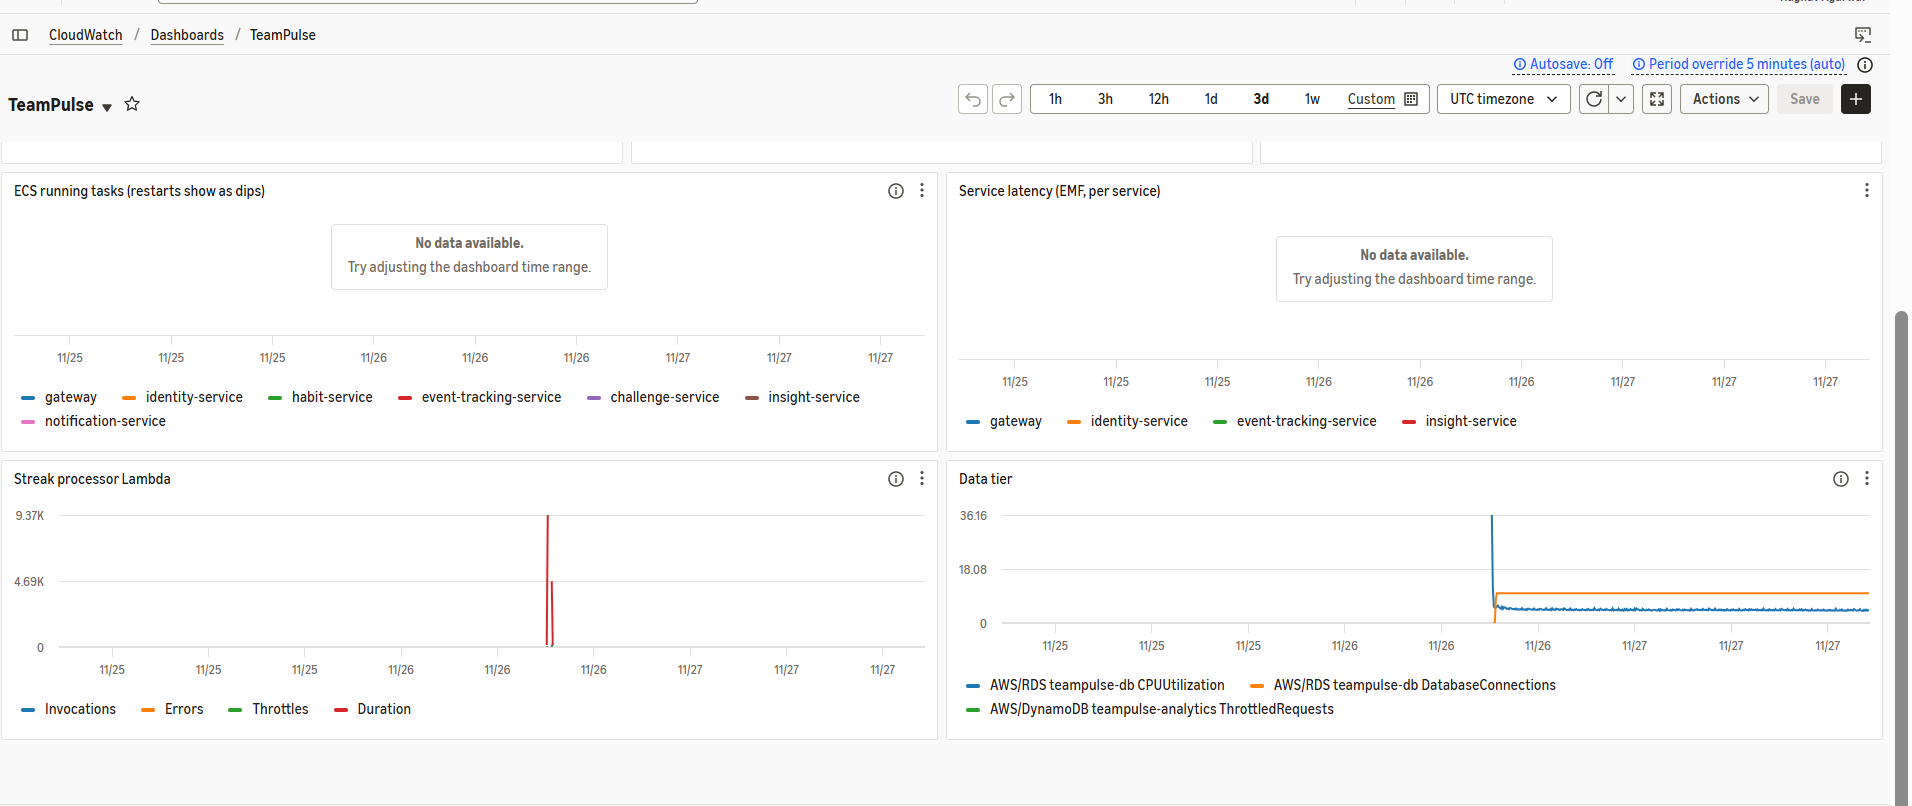 CloudWatch / Dashboards / TeamPulse
Autosave: Off Period override 5 minutes (auto)
TeamPulse
1h 3h 12h 1d 3d 1w Custom UTC timezone Actions Save
ECS running tasks (restarts show as dips)
No data available.
Try adjusting the dashboard time range.
11/25 11/25 11/25 11/26 11/26 11/26 11/27 11/27 11/27
gateway identity-service habit-service event-tracking-service challenge-service insight-service
notification-service
Service latency (EMF, per service)
No data available.
Try adjusting the dashboard time range.
11/25 11/25 11/25 11/26 11/26 11/26 11/27 11/27 11/27
gateway identity-service event-tracking-service insight-service
Streak processor Lambda
9.37K
4.69K
0
11/25 11/25 11/25 11/26 11/26 11/26 11/27 11/27 11/27
Invocations Errors Throttles Duration
Data tier
36.16
18.08
0
11/25 11/25 11/25 11/26 11/26 11/26 11/27 11/27 11/27
AWS/RDS teampulse-db CPUUtilization AWS/RDS teampulse-db DatabaseConnections
AWS/DynamoDB teampulse-analytics ThrottledRequests